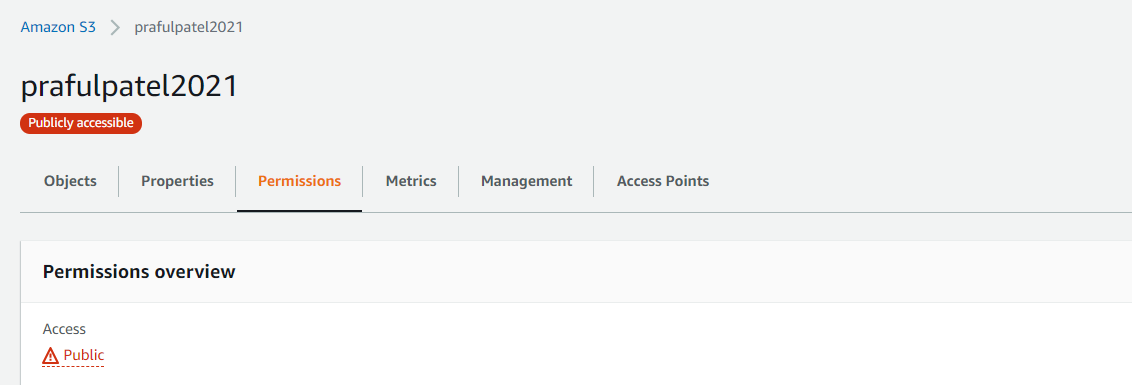 Amazon S3 > prafulpatel2021
prafulpatel2021
Publicly accessible
Objects Properties Permissions Metrics Management Access Points
Permissions overview
Access
Public